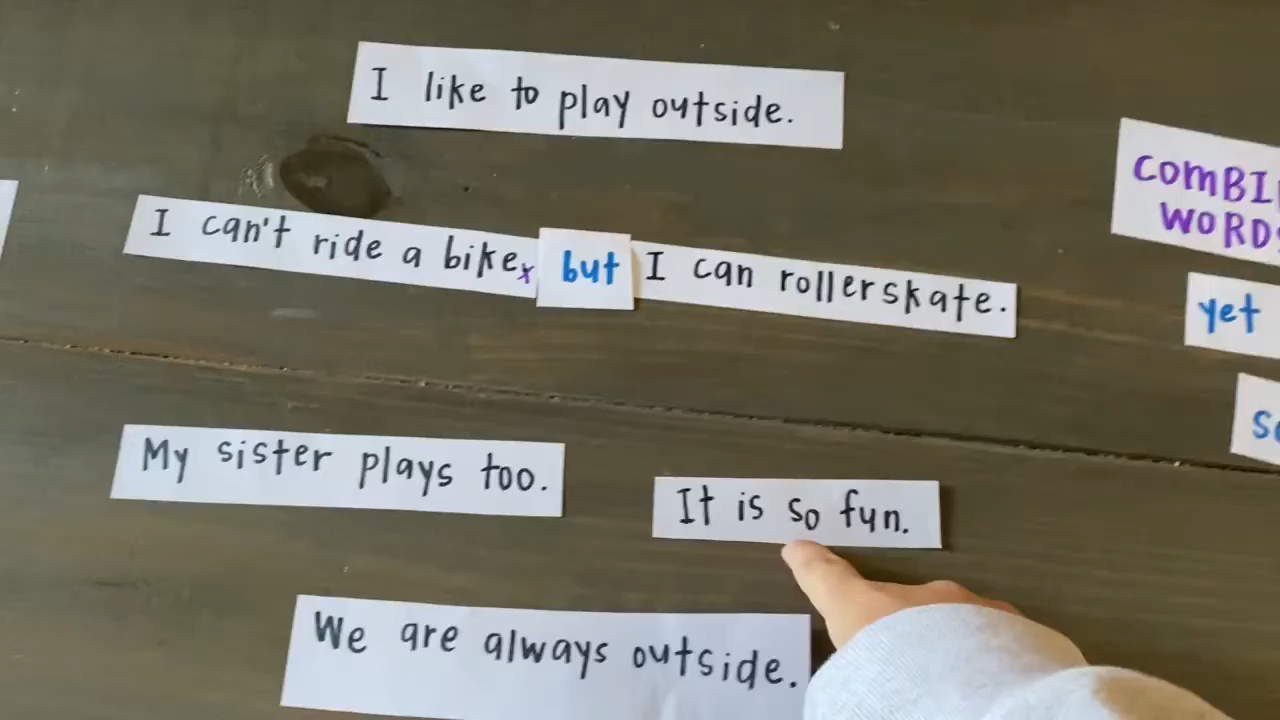 I like to play outside.
I can't ride a bike, x but I can rollerskate.
My sister plays too.
It is so fun.
We are always outside.
WORDS
yet